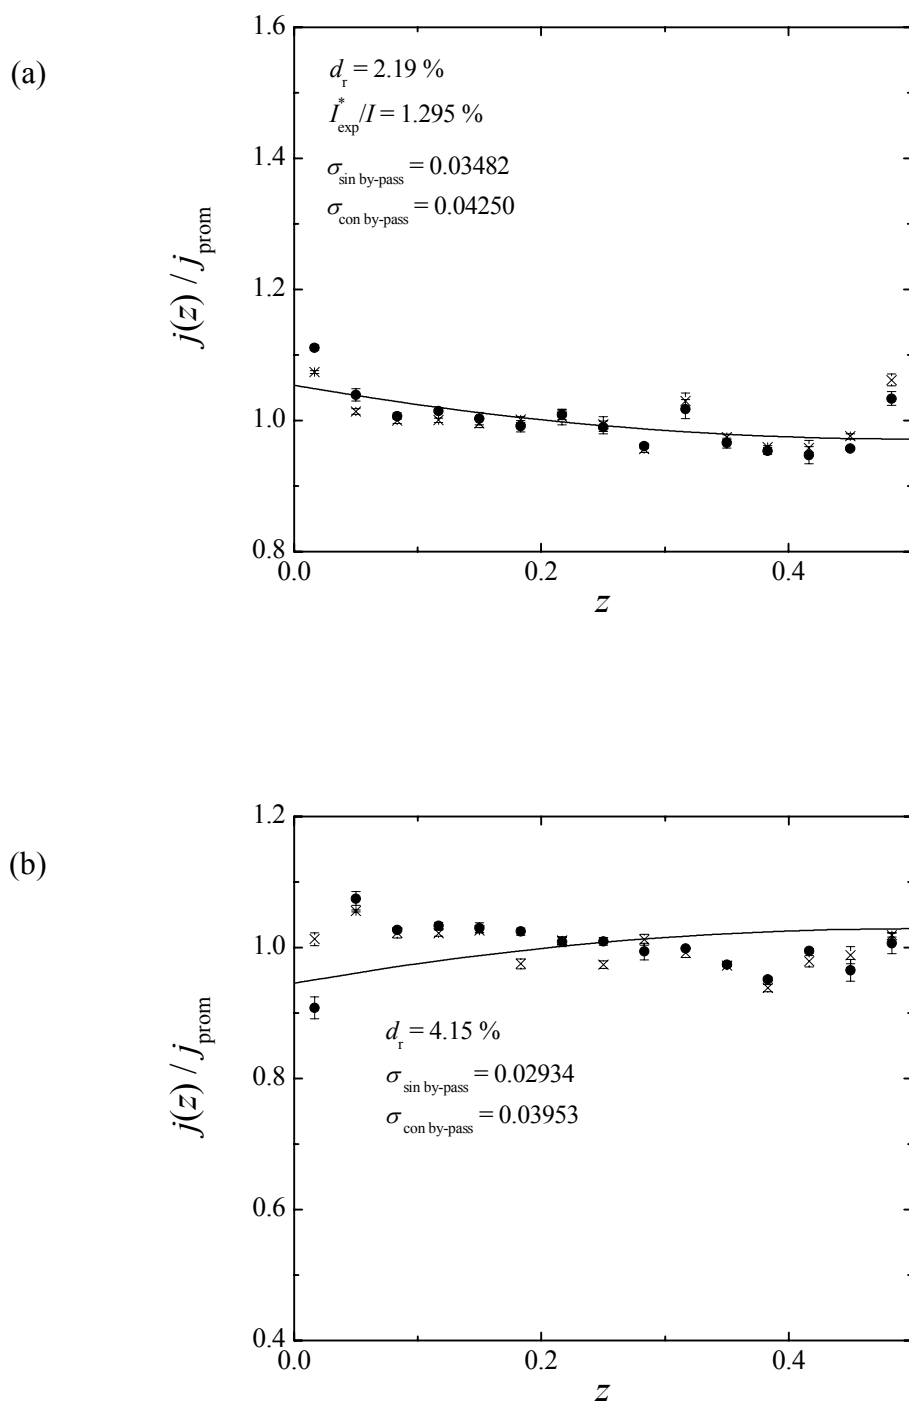 (a)
1.6
1.4
1.2
1.0
0.8
j(z) / j_prom
d_r = 2.19 %
I*_exp/I = 1.295 %
σ_sin by-pass = 0.03482
σ_con by-pass = 0.04250
0.0 0.2 0.4
z
(b)
1.2
1.0
0.8
0.6
0.4
j(z) / j_prom
d_r = 4.15 %
σ_sin by-pass = 0.02934
σ_con by-pass = 0.03953
0.0 0.2 0.4
z